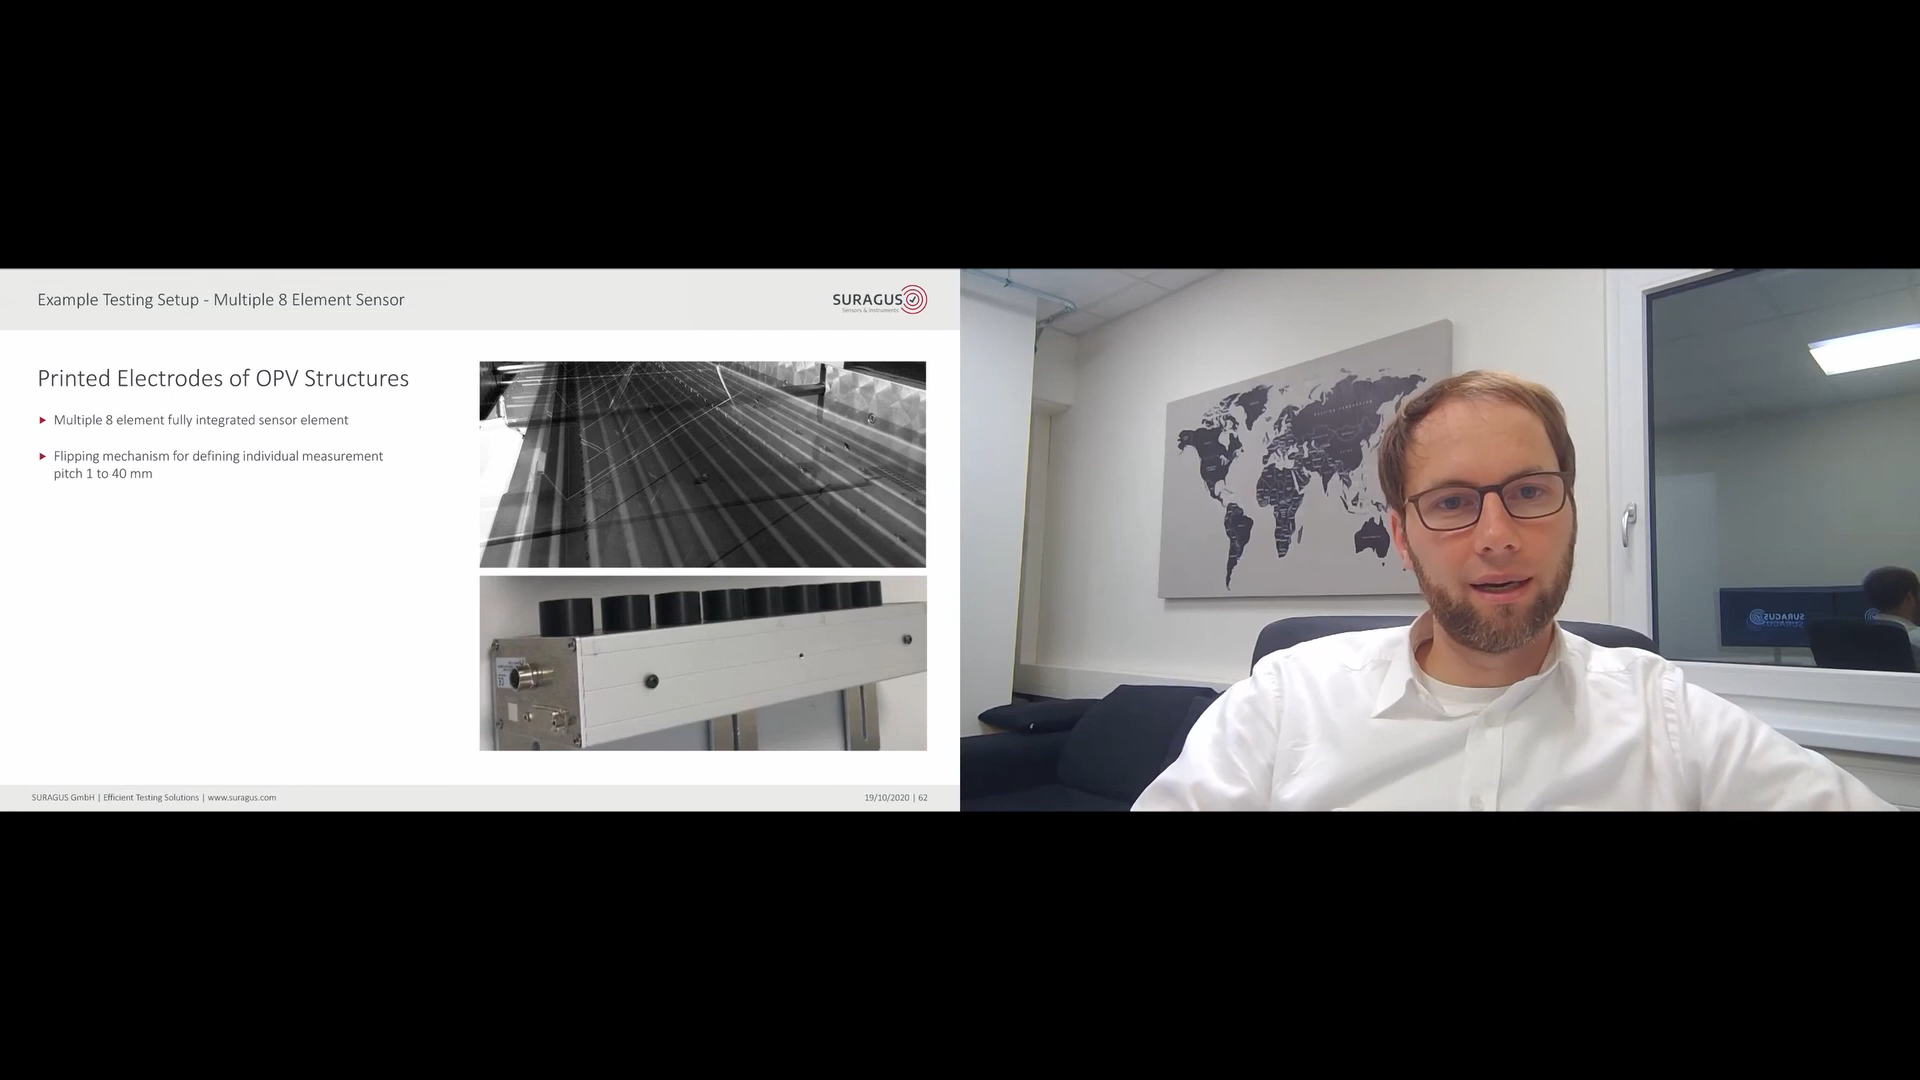 Example Testing Setup - Multiple 8 Element Sensor
SURAGUS
Sensors & Instruments
Printed Electrodes of OPV Structures
Multiple 8 element fully integrated sensor element
Flipping mechanism for defining individual measurement
pitch 1 to 40 mm
SURAGUS GmbH | Efficient Testing Solutions | www.suragus.com
19/10/2020 | 62
SURAGUS